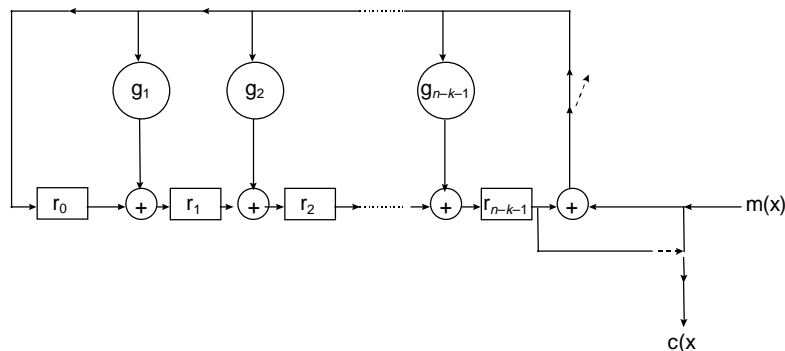 g1
g2
gn–k–1
r0
+
r1
+
r2
+
rn–k–1
+
m(x)
c(x